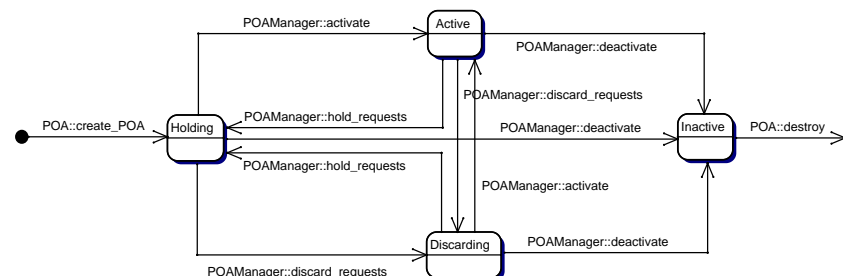 POAManager::activate
Active
POAManager::deactivate
POAManager::discard_requests
POA::create_POA
Holding
POAManager::hold_requests
POAManager::deactivate
Inactive
POA::destroy
POAManager::hold_requests
POAManager::activate
Discarding
POAManager::deactivate
POAManager::discard_requests